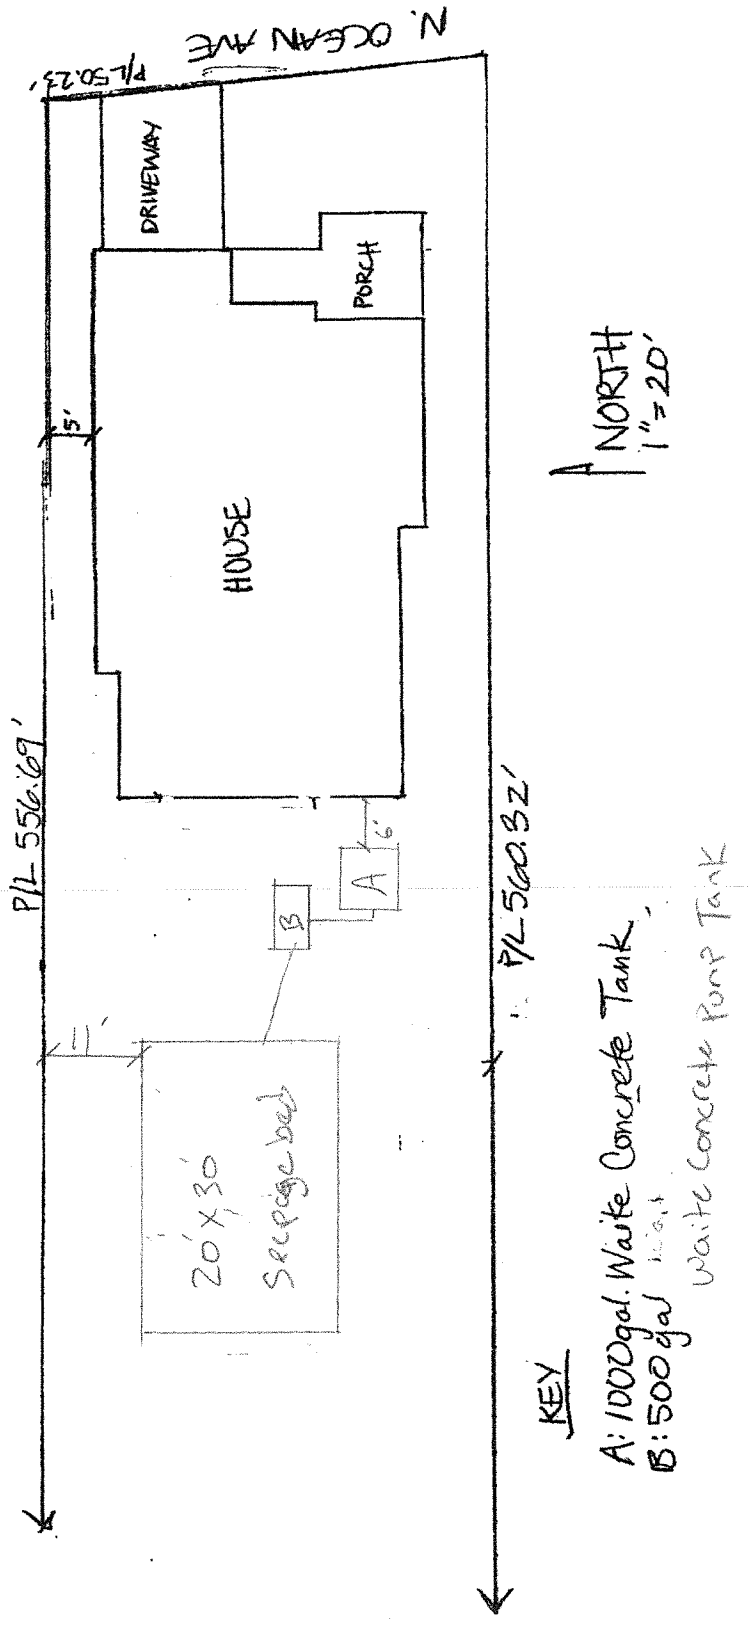 N. OCEAN AVE
P/L 50.23'
DRIVEWAY
PORCH
5'
HOUSE
NORTH
1"=20'
P/L 556.69'
P/L 560.32'
6'
A
B
11'
20' x 30'
Seepage bed
KEY
A: 1000gal. Waite Concrete Tank
B: 500gal
Waite Concrete Pump Tank